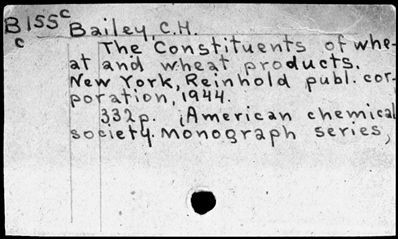 B155c Bailey, C.H.
c
The Constituents of whe-
at and wheat products.
New York, Reinhold publ. cor-
poration, 1944.
332p. (American chemical
society. Monograph series,